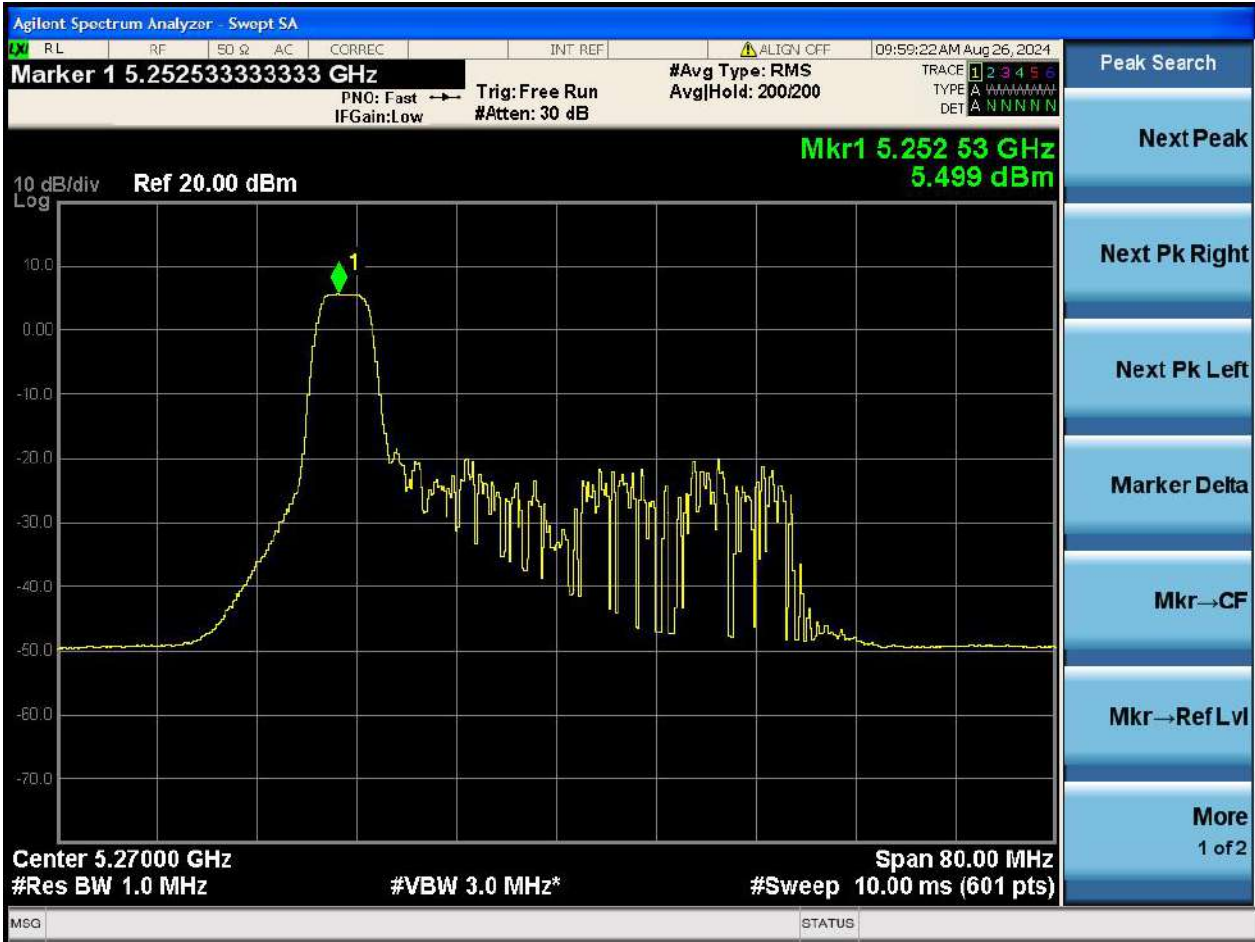 Agilent Spectrum Analyzer - Swept SA
LXI RL RF 50 Ω AC CORREC INT REF ALIGN OFF 09:59:22 AM Aug 26, 2024
Marker 1 5.252533333333 GHz
PNO: Fast
IFGain:Low
Trig: Free Run
#Atten: 30 dB
#Avg Type: RMS
Avg|Hold: 200/200
TRACE 1 2 3 4 5 6
TYPE A WWWWW
DET A N N N N N
Mkr1 5.252 53 GHz
5.499 dBm
10 dB/div Ref 20.00 dBm
Log
1
10.0
0.00
-10.0
-20.0
-30.0
-40.0
-50.0
-60.0
-70.0
Center 5.27000 GHz Span 80.00 MHz
#Res BW 1.0 MHz #VBW 3.0 MHz* #Sweep 10.00 ms (601 pts)
MSG STATUS
Peak Search
Next Peak
Next Pk Right
Next Pk Left
Marker Delta
Mkr→CF
Mkr→Ref Lvl
More
1 of 2